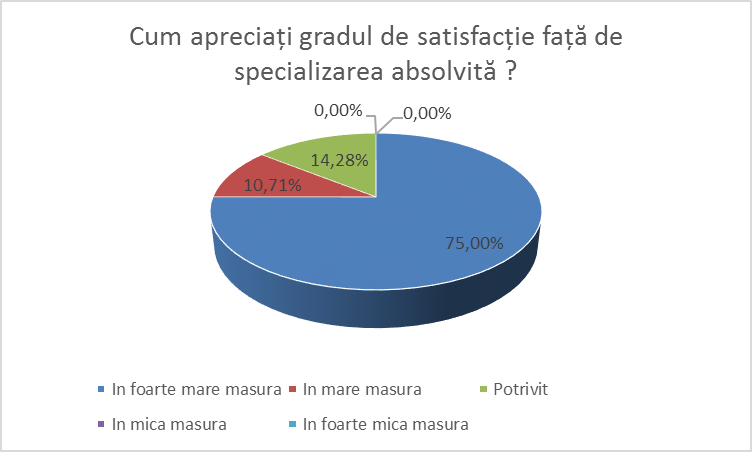 Cum apreciați gradul de satisfacție față de
specializarea absolvită ?
0,00%
0,00%
14,28%
10,71%
75,00%
In foarte mare masura
In mare masura
Potrivit
In mica masura
In foarte mica masura